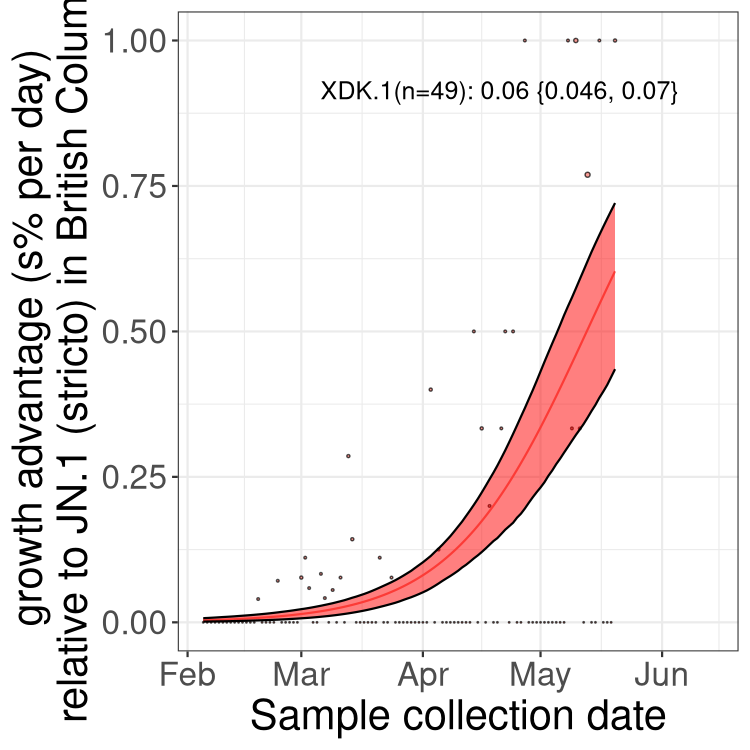 growth advantage (s% per day)
relative to JN.1 (stricto) in British Colum
1.00
0.75
0.50
0.25
0.00
XDK.1(n=49): 0.06 {0.046, 0.07}
Feb Mar Apr May Jun
Sample collection date